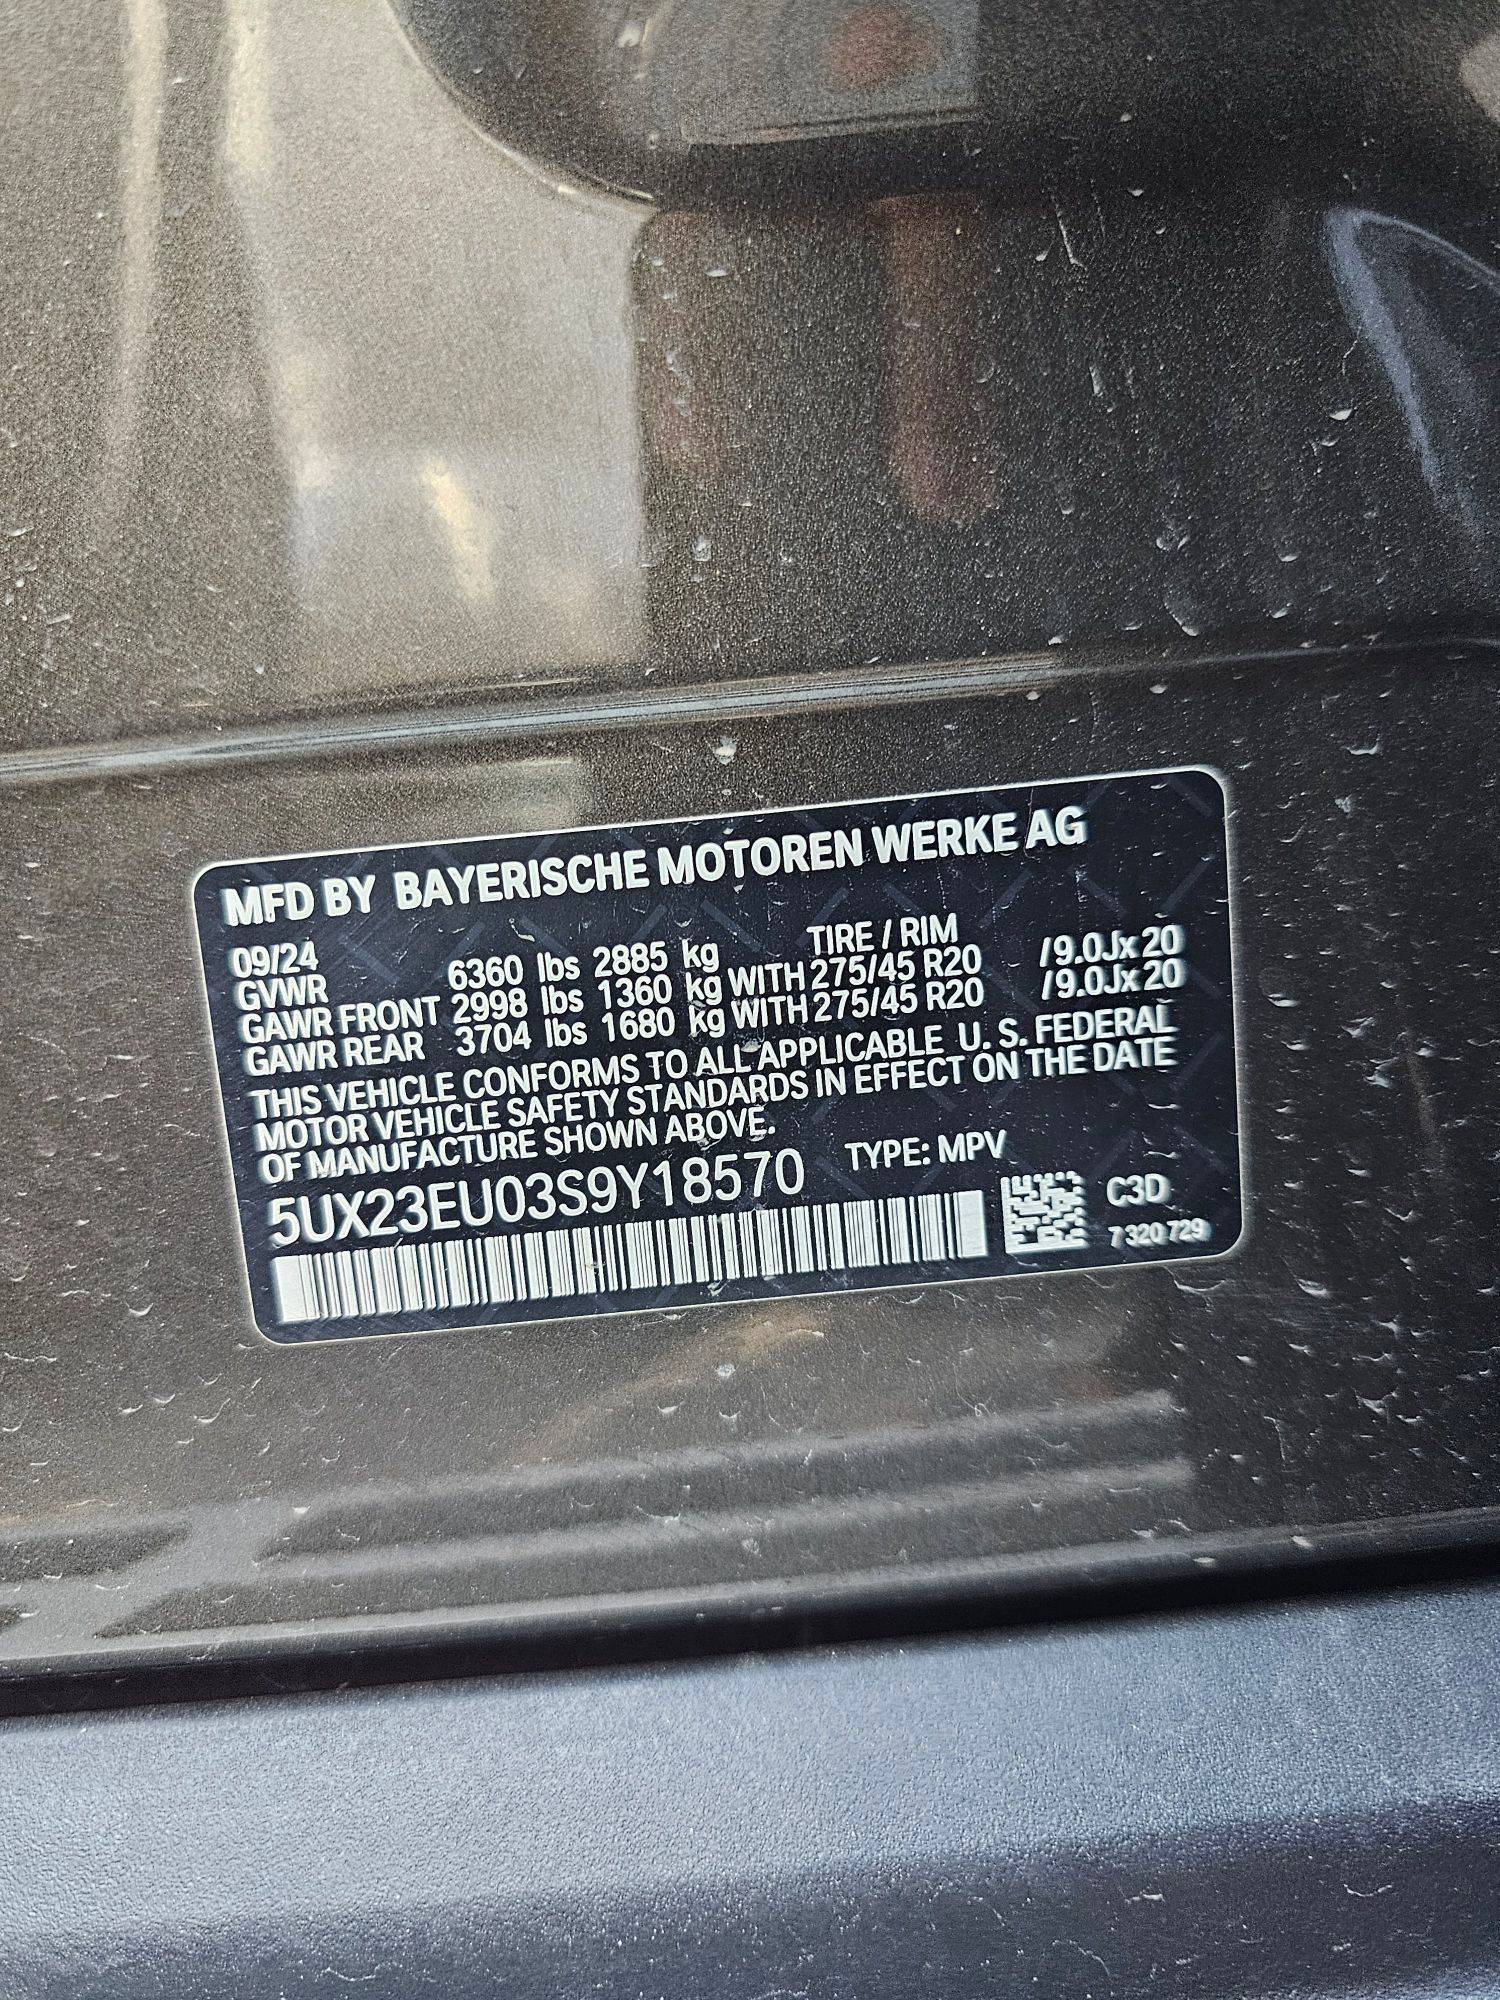 MFD BY BAYERISCHE MOTOREN WERKE AG
09/24 TIRE / RIM
GVWR 6360 lbs 2885 kg
GAWR FRONT 2998 lbs 1360 kg WITH 275/45 R20 /9.0Jx20
GAWR REAR 3704 lbs 1680 kg WITH 275/45 R20 /9.0Jx20
THIS VEHICLE CONFORMS TO ALL APPLICABLE U. S. FEDERAL
MOTOR VEHICLE SAFETY STANDARDS IN EFFECT ON THE DATE
OF MANUFACTURE SHOWN ABOVE.
5UX23EU03S9Y18570 TYPE: MPV
C3D
7 320 729